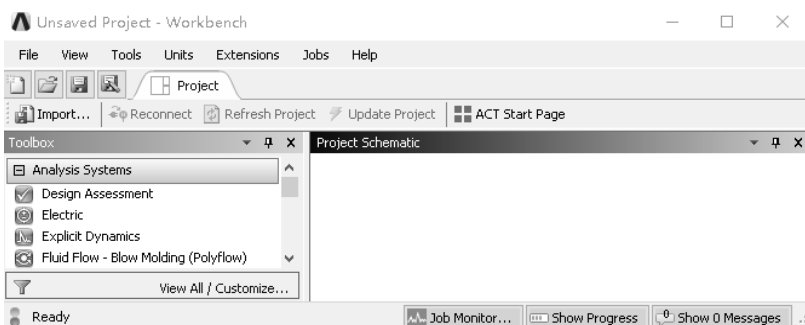 Unsaved Project - Workbench
File View Tools Units Extensions Jobs Help
Project
Import... Reconnect Refresh Project Update Project ACT Start Page
Toolbox Project Schematic
Analysis Systems
Design Assessment
Electric
Explicit Dynamics
Fluid Flow - Blow Molding (Polyflow)
View All / Customize...
Ready Job Monitor... Show Progress Show 0 Messages